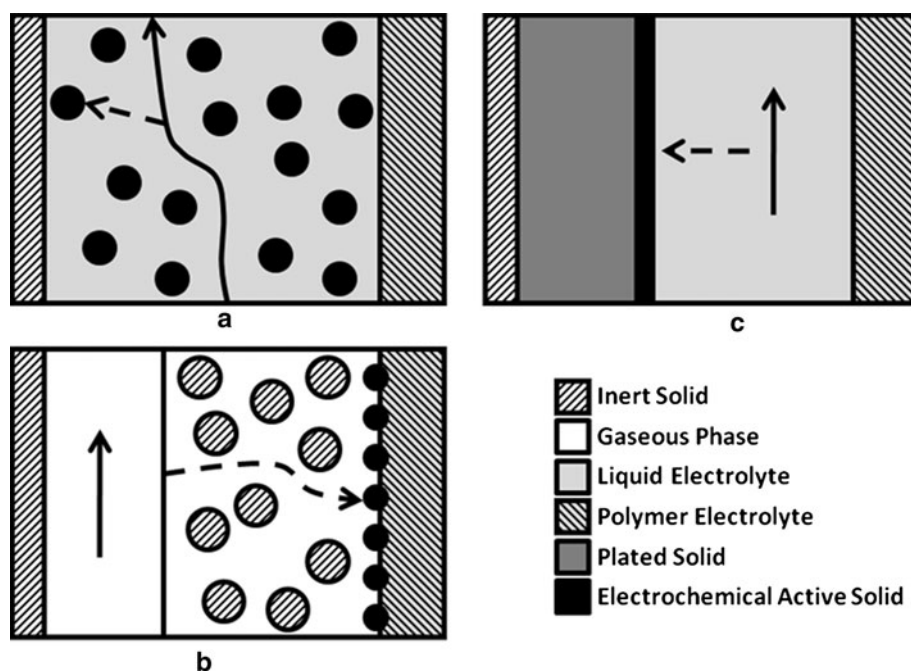 a
c
b
Inert Solid
Gaseous Phase
Liquid Electrolyte
Polymer Electrolyte
Plated Solid
Electrochemical Active Solid